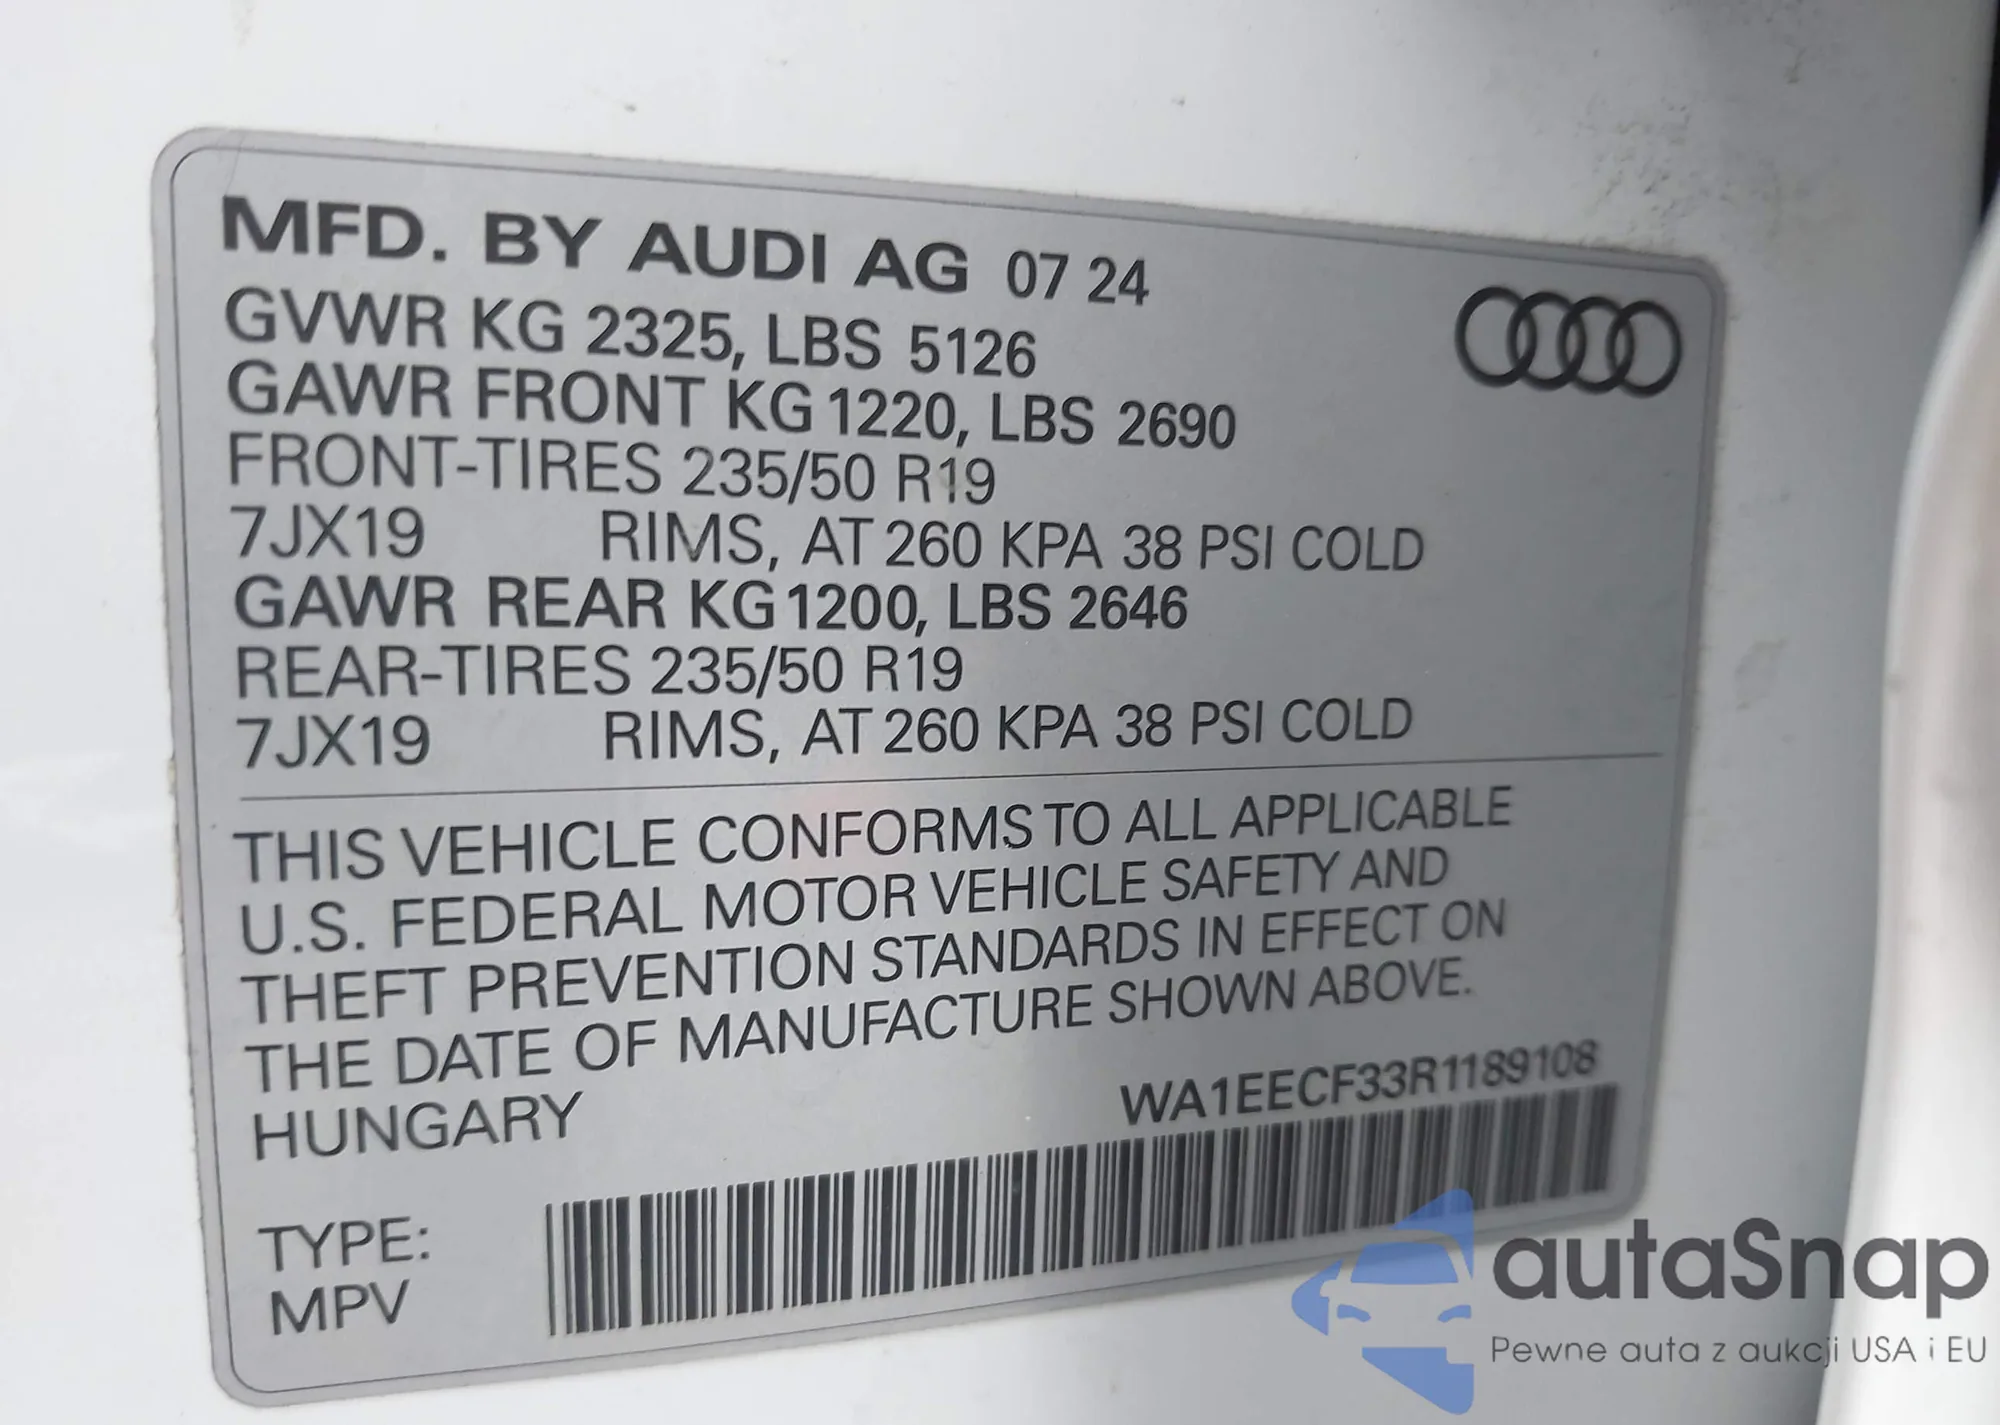 MFD. BY AUDI AG 07 24
GVWR KG 2325, LBS 5126
GAWR FRONT KG 1220, LBS 2690
FRONT-TIRES 235/50 R19
7JX19 RIMS, AT 260 KPA 38 PSI COLD
GAWR REAR KG 1200, LBS 2646
REAR-TIRES 235/50 R19
7JX19 RIMS, AT 260 KPA 38 PSI COLD
THIS VEHICLE CONFORMS TO ALL APPLICABLE
U.S. FEDERAL MOTOR VEHICLE SAFETY AND
THEFT PREVENTION STANDARDS IN EFFECT ON
THE DATE OF MANUFACTURE SHOWN ABOVE.
HUNGARY
WA1EECF33R1189108
TYPE:
MPV
autaSnap
Pewne auta z aukcji USA i EU